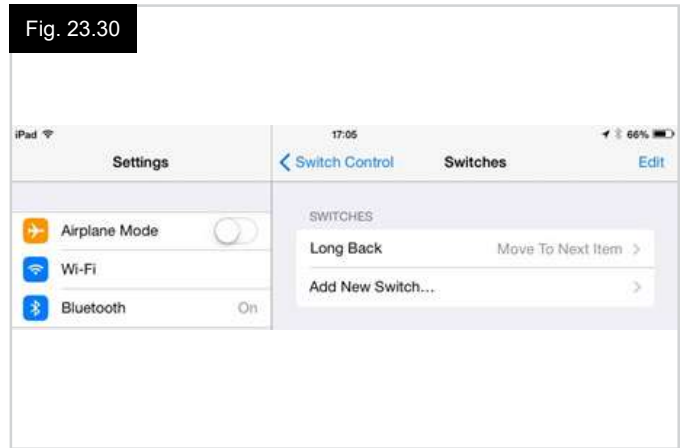 Fig. 23.30
iPad 17:05 66%
Settings
Switch Control Switches Edit
Airplane Mode
Wi-Fi
Bluetooth On
SWITCHES
Long Back Move To Next Item
Add New Switch...